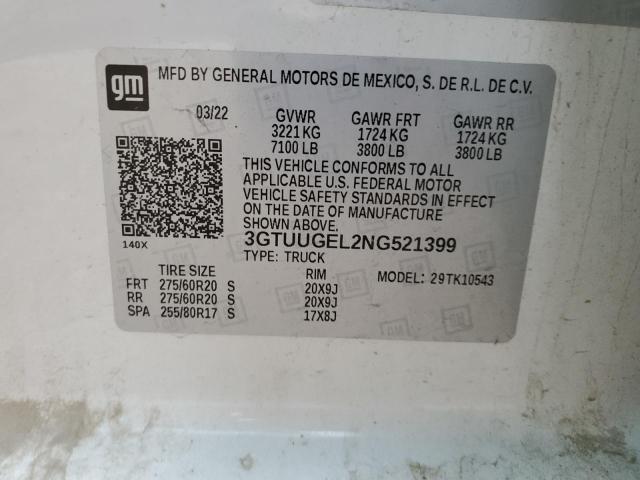 gm MFD BY GENERAL MOTORS DE MEXICO, S. DE R.L. DE C.V.
03/22 GVWR GAWR FRT GAWR RR
3221 KG 1724 KG 1724 KG
7100 LB 3800 LB 3800 LB
THIS VEHICLE CONFORMS TO ALL
APPLICABLE U.S. FEDERAL MOTOR
VEHICLE SAFETY STANDARDS IN EFFECT
ON THE DATE OF MANUFACTURE
SHOWN ABOVE.
140X 3GTUUGEL2NG521399
TYPE: TRUCK
TIRE SIZE RIM MODEL: 29TK10543
FRT 275/60R20 S 20X9J
RR 275/60R20 S 20X9J
SPA 255/80R17 S 17X8J